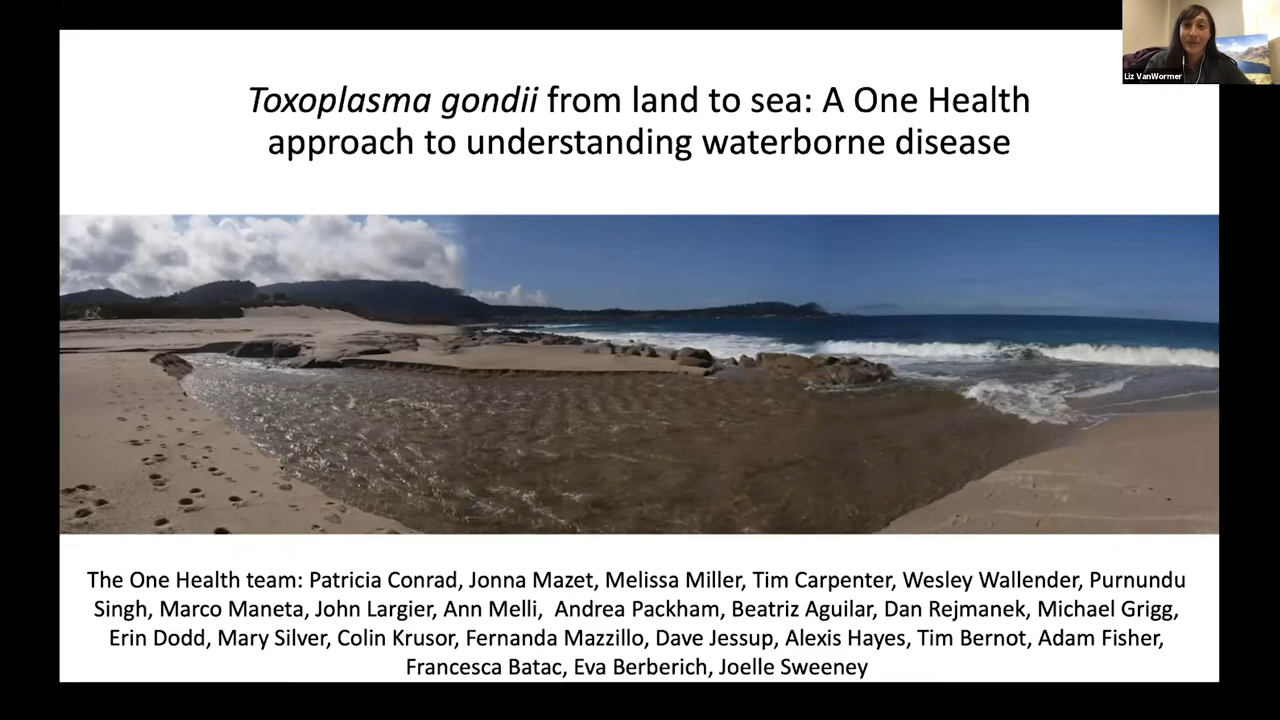 Liz VanWormer
Toxoplasma gondii from land to sea: A One Health
approach to understanding waterborne disease
The One Health team: Patricia Conrad, Jonna Mazet, Melissa Miller, Tim Carpenter, Wesley Wallender, Purnundu
Singh, Marco Maneta, John Largier, Ann Melli, Andrea Packham, Beatriz Aguilar, Dan Rejmanek, Michael Grigg,
Erin Dodd, Mary Silver, Colin Krusor, Fernanda Mazzillo, Dave Jessup, Alexis Hayes, Tim Bernot, Adam Fisher,
Francesca Batac, Eva Berberich, Joelle Sweeney